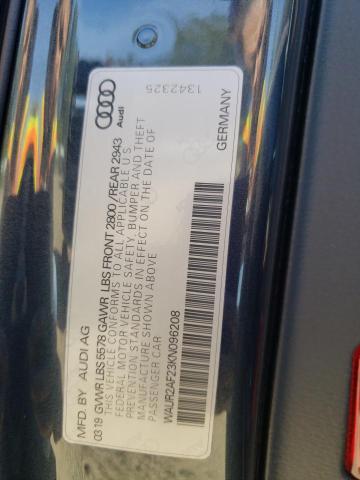 MFD. BY AUDI AG
03/19 GVWR LBS 5578 GAWR LBS FRONT 2800 / REAR 2943
THIS VEHICLE CONFORMS TO ALL APPLICABLE U.S.
FEDERAL MOTOR VEHICLE SAFETY, BUMPER AND THEFT
PREVENTION STANDARDS IN EFFECT ON THE DATE OF
MANUFACTURE SHOWN ABOVE
PASSENGER CAR
WAUR2AF23KN096208
GERMANY
Audi
1342325